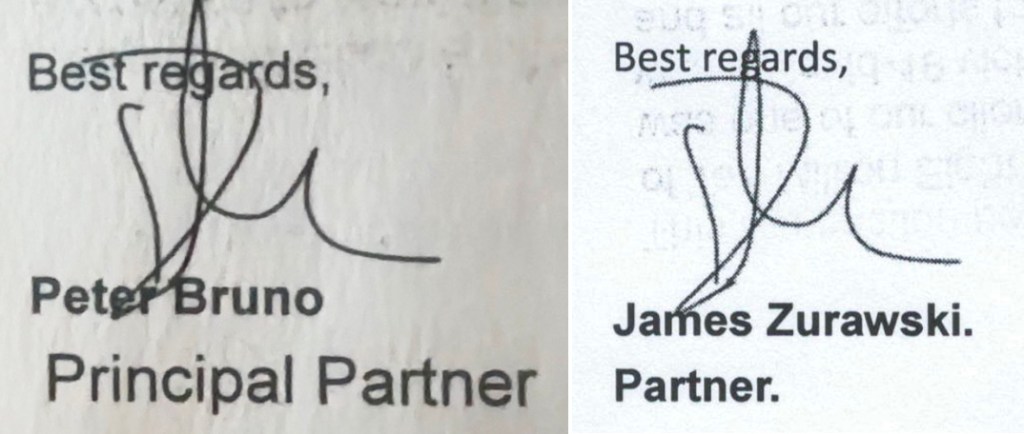 Best regards,
Peter Bruno
Principal Partner
Best regards,
James Zurawski.
Partner.